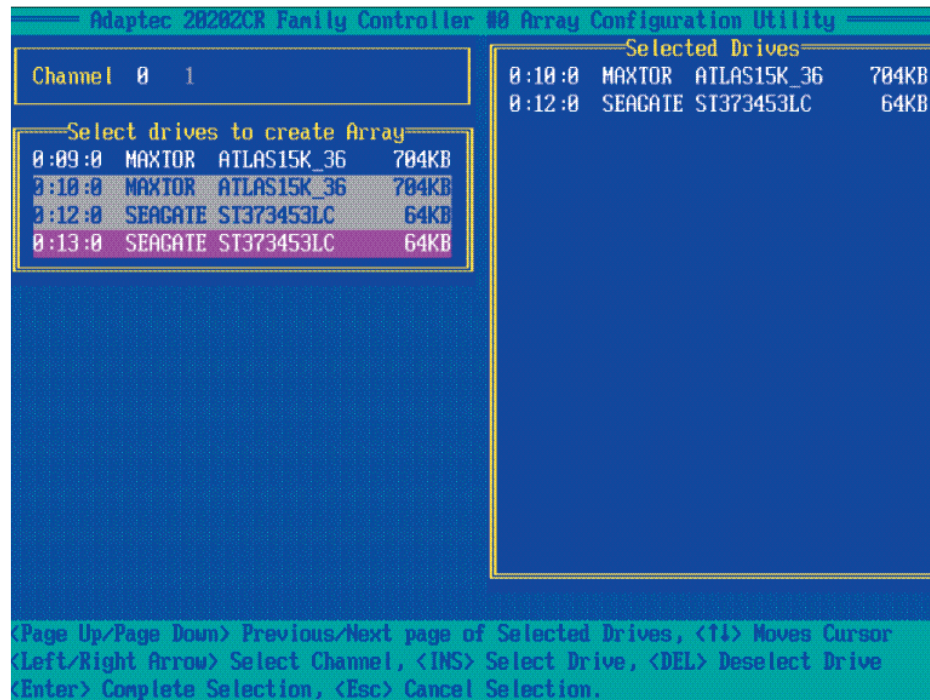 Adaptec 2020ZCR Family Controller #0 Array Configuration Utility
Channel 0 1
Select drives to create Array
0:09:0 MAXTOR ATLAS15K_36 704KB
0:10:0 MAXTOR ATLAS15K_36 704KB
0:12:0 SEAGATE ST373453LC 64KB
0:13:0 SEAGATE ST373453LC 64KB
Selected Drives
0:10:0 MAXTOR ATLAS15K_36 704KB
0:12:0 SEAGATE ST373453LC 64KB
<Page Up/Page Down> Previous/Next page of Selected Drives, <↑↓> Moves Cursor
<Left/Right Arrow> Select Channel, <INS> Select Drive, <DEL> Deselect Drive
<Enter> Complete Selection, <Esc> Cancel Selection.